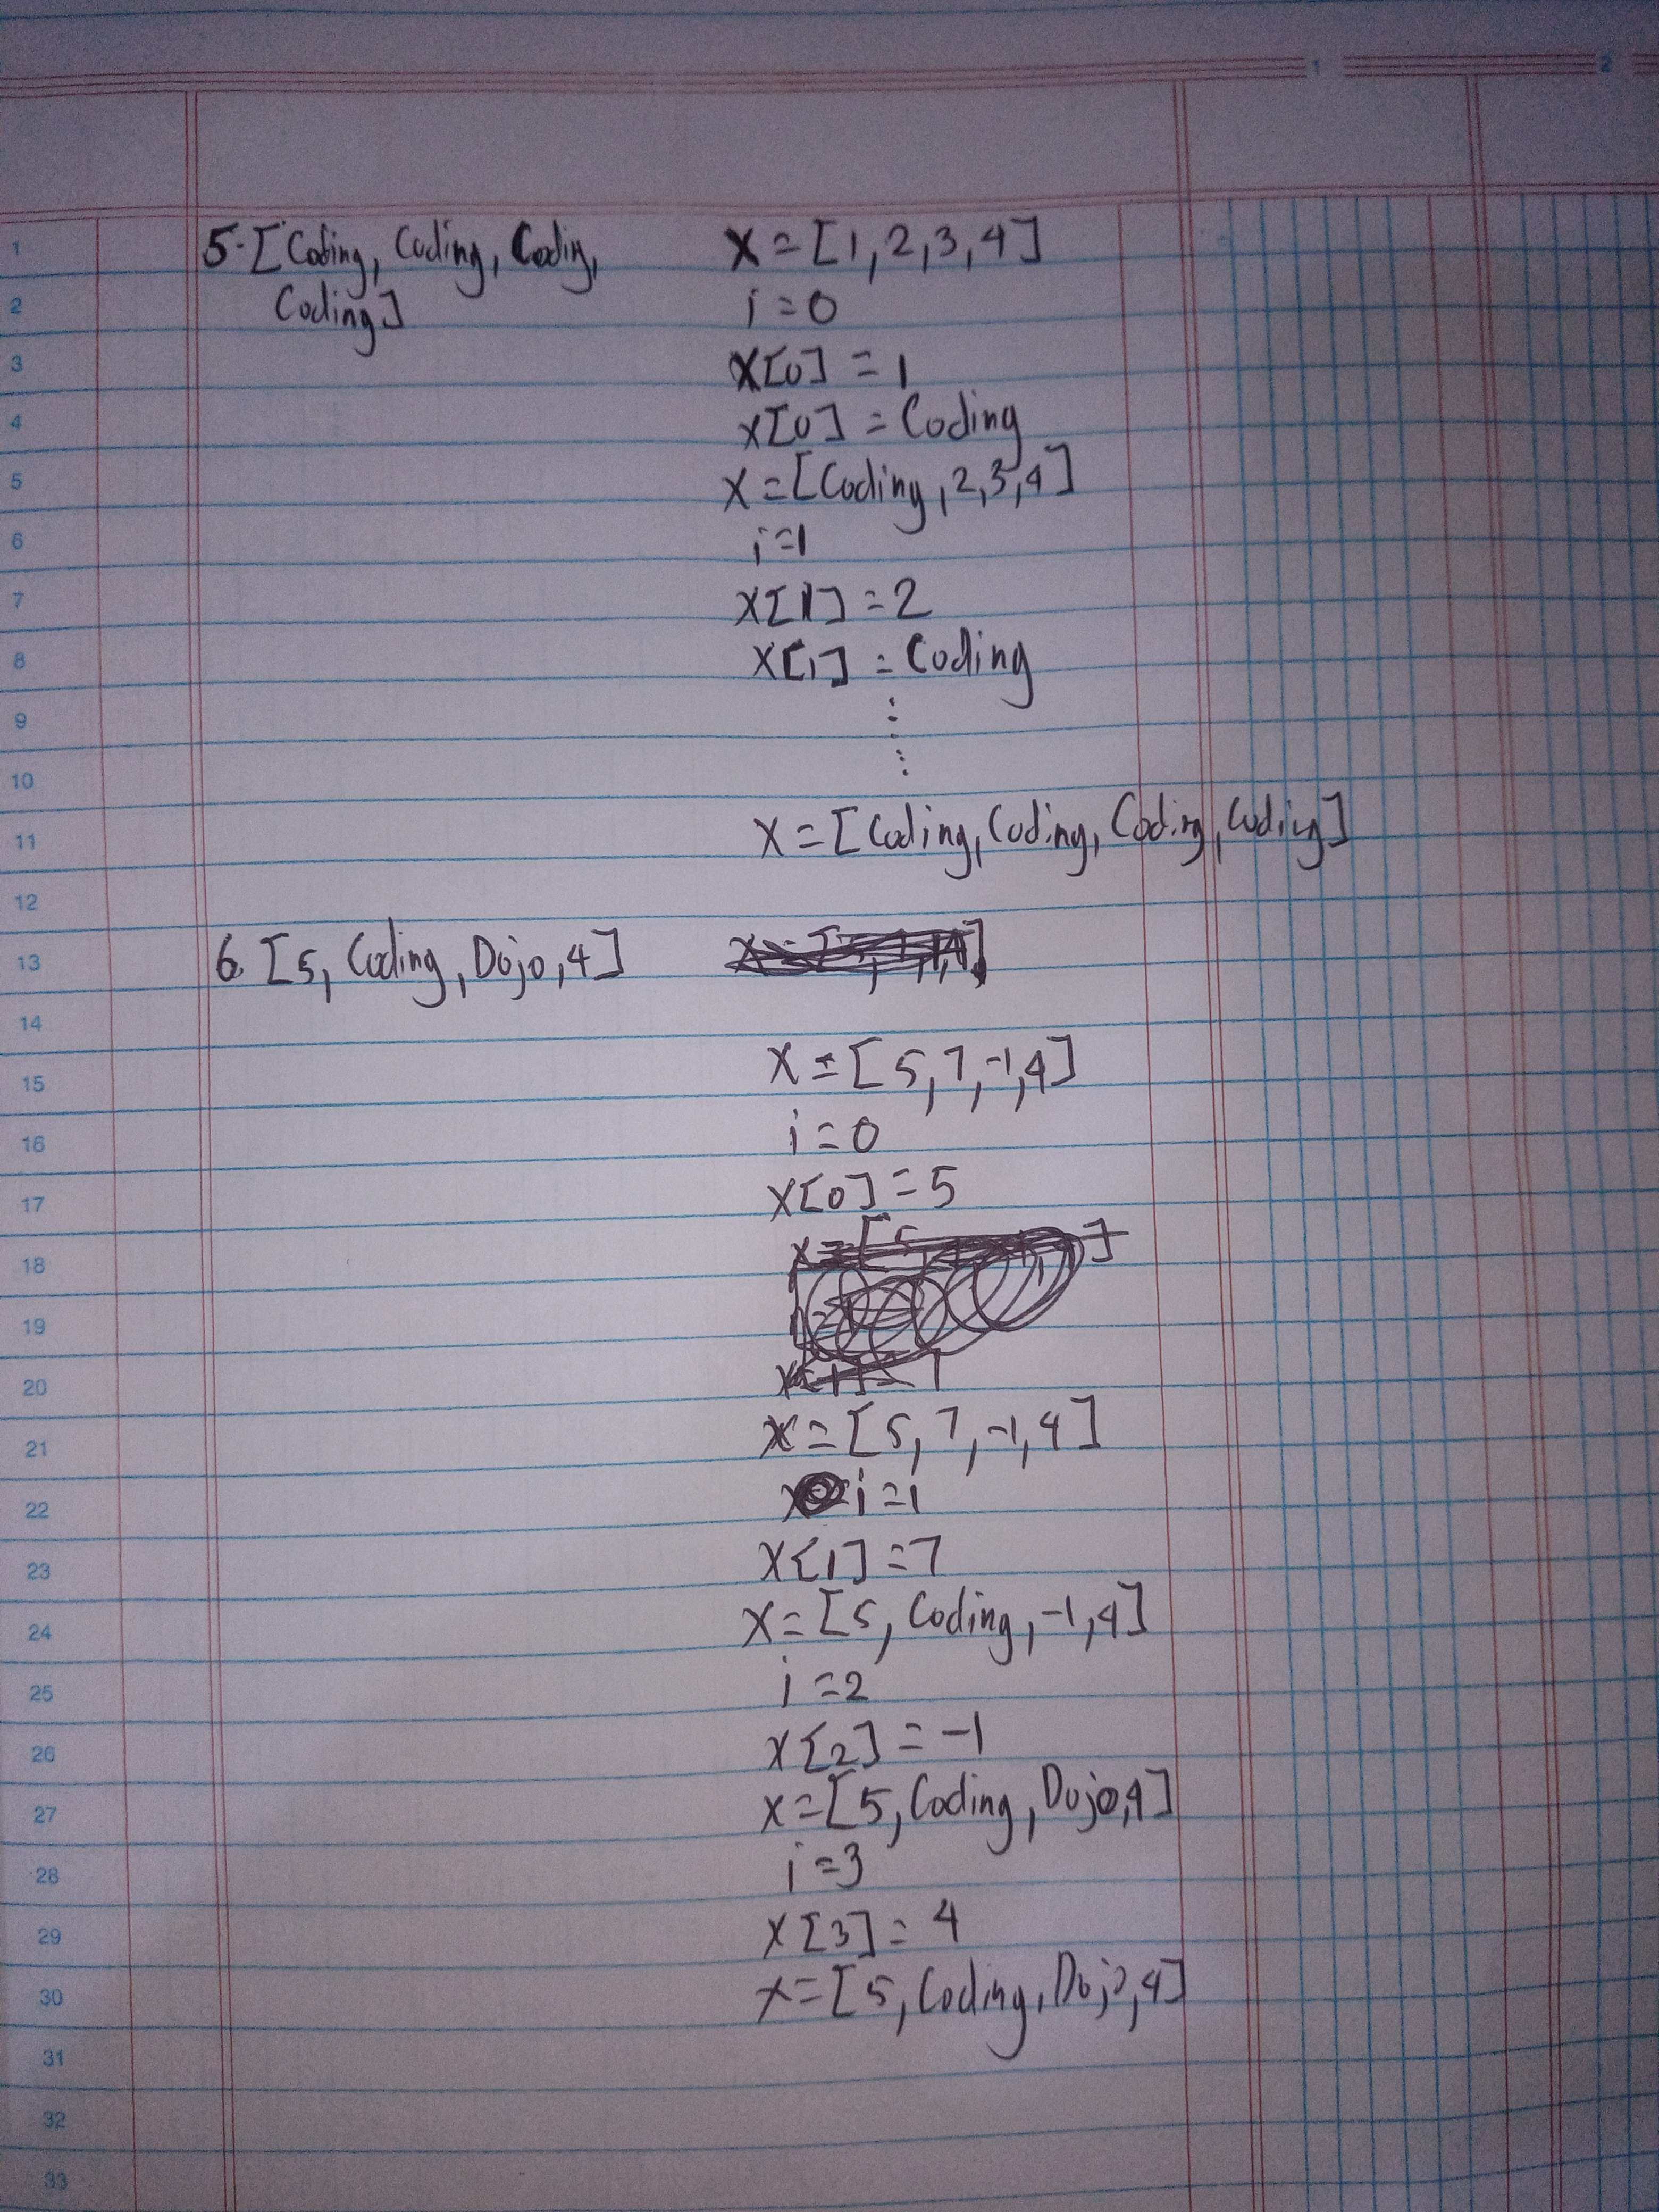 1 2
1 5. [Coding, Coding, Coding, x = [1,2,3,4]
2 Coding] i = 0
3 x[0] = 1
4 x[0] = Coding
5 x = [Coding, 2,3,4]
6 i = 1
7 x[1] = 2
8 x[1] = Coding
9 :
10 :
11 x = [Coding, Coding, Coding, Coding]
12
13 6. [5, Coding, Dojo, 4]
14
15 x = [5,7,-1,4]
16 i = 0
17 x[0] = 5
18
19
20
21 x = [5,7,-1,4]
22 i = 1
23 x[1] = 7
24 x = [5, Coding, -1,4]
25 i = 2
26 x[2] = -1
27 x = [5, Coding, Dojo,4]
28 i = 3
29 x[3] = 4
30 x = [5, Coding, Dojo, 4]
31
32
33